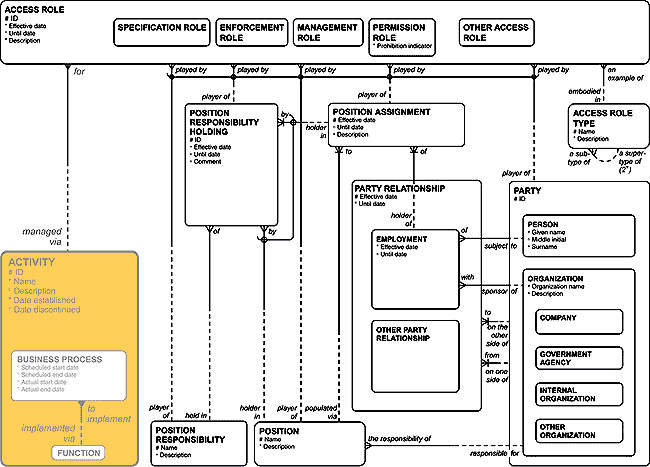 ACCESS ROLE
# ID
* Effective date
* Until date
* Description
SPECIFICATION ROLE
ENFORCEMENT
ROLE
MANAGEMENT
ROLE
PERMISSION
ROLE
* Prohibition indicator
OTHER ACCESS
ROLE
for
played by
played by
played by
played by
played by
an
example of
player of
player of
embodied
in
POSITION
RESPONSIBILITY
HOLDING
# ID
* Effective date
* Until date
* Comment
by
holder
in
POSITION ASSIGNMENT
* Effective date
* Until date
* Description
ACCESS ROLE
TYPE
# Name
* Description
a sub-
type of
a super-
type of
(2")
to
of
player of
PARTY RELATIONSHIP
# Effective date
* Until date
PARTY
# ID
holder
of
of
by
EMPLOYMENT
* Effective date
* Until date
of
subject to
PERSON
* Given name
* Middle initial
* Surname
managed
via
ACTIVITY
# ID
* Name
* Description
* Date established
* Date discontinued
with
sponsor of
ORGANIZATION
* Organization name
* Description
to
on the
other
side of
COMPANY
OTHER PARTY
RELATIONSHIP
from
on one
side of
GOVERNMENT
AGENCY
BUSINESS PROCESS
* Scheduled start date
* Scheduled end date
* Actual start date
* Actual end date
INTERNAL
ORGANIZATION
to
implement
implemented
via
FUNCTION
player
of
held in
holder
in
player
of
populated
via
POSITION
RESPONSIBILITY
# Name
* Description
POSITION
# Name
* Description
the responsibility of
responsible for
OTHER
ORGANIZATION